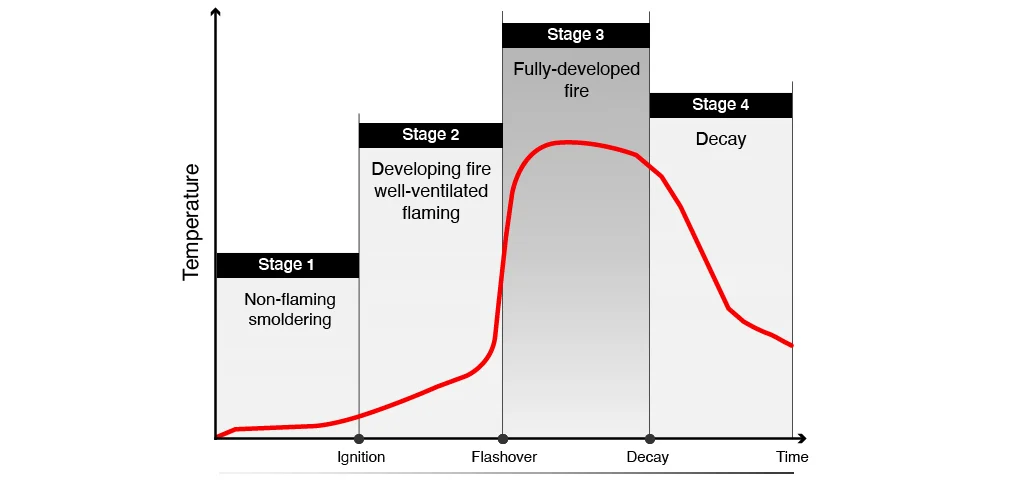 Stage 3
Fully-developed
fire
Stage 4
Decay
Stage 2
Developing fire
well-ventilated
flaming
Temperature
Stage 1
Non-flaming
smoldering
Ignition
Flashover
Decay
Time